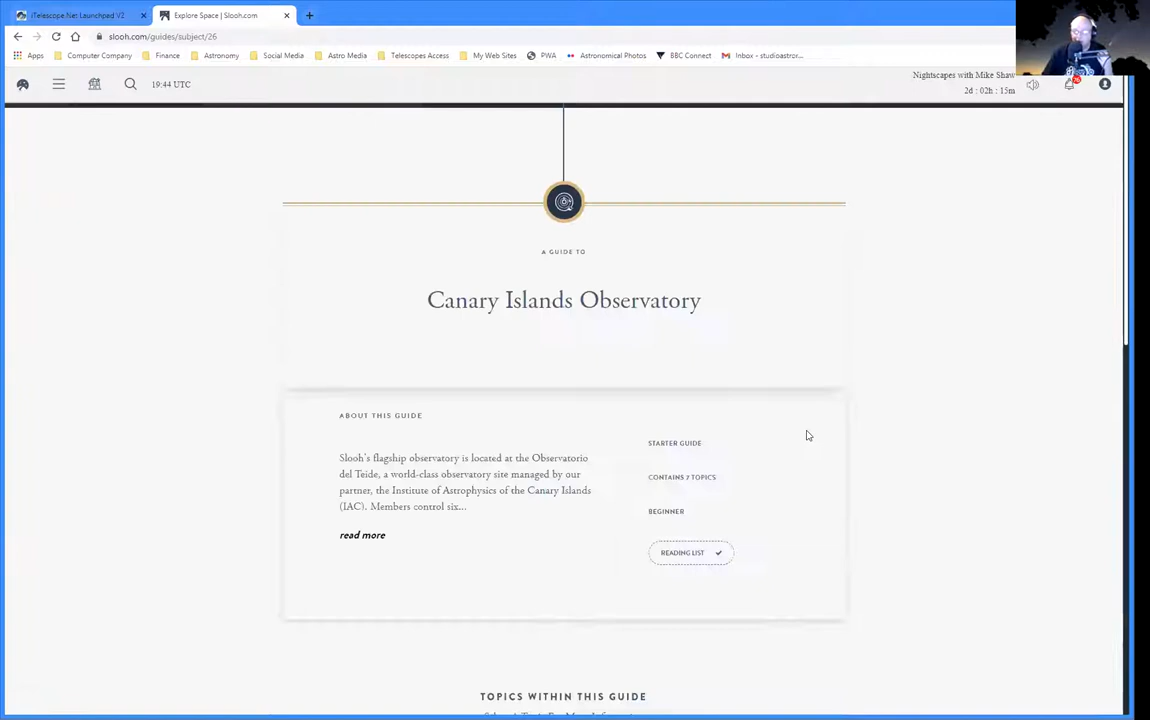 iTelescope.Net Launchpad V2
Explore Space | Slooh.com
slooh.com/guides/subject/26
Apps Computer Company Finance Astronomy Social Media Astro Media Telescopes Access My Web Sites PWA Astronomical Photos BBC Connect Inbox - studioastror...
19:44 UTC
Nightscapes with Mike Shaw
2d : 02h : 15m
A GUIDE TO
Canary Islands Observatory
ABOUT THIS GUIDE
Slooh's flagship observatory is located at the Observatorio
del Teide, a world-class observatory site managed by our
partner, the Institute of Astrophysics of the Canary Islands
(IAC). Members control six...
read more
STARTER GUIDE
CONTAINS 7 TOPICS
BEGINNER
READING LIST
TOPICS WITHIN THIS GUIDE